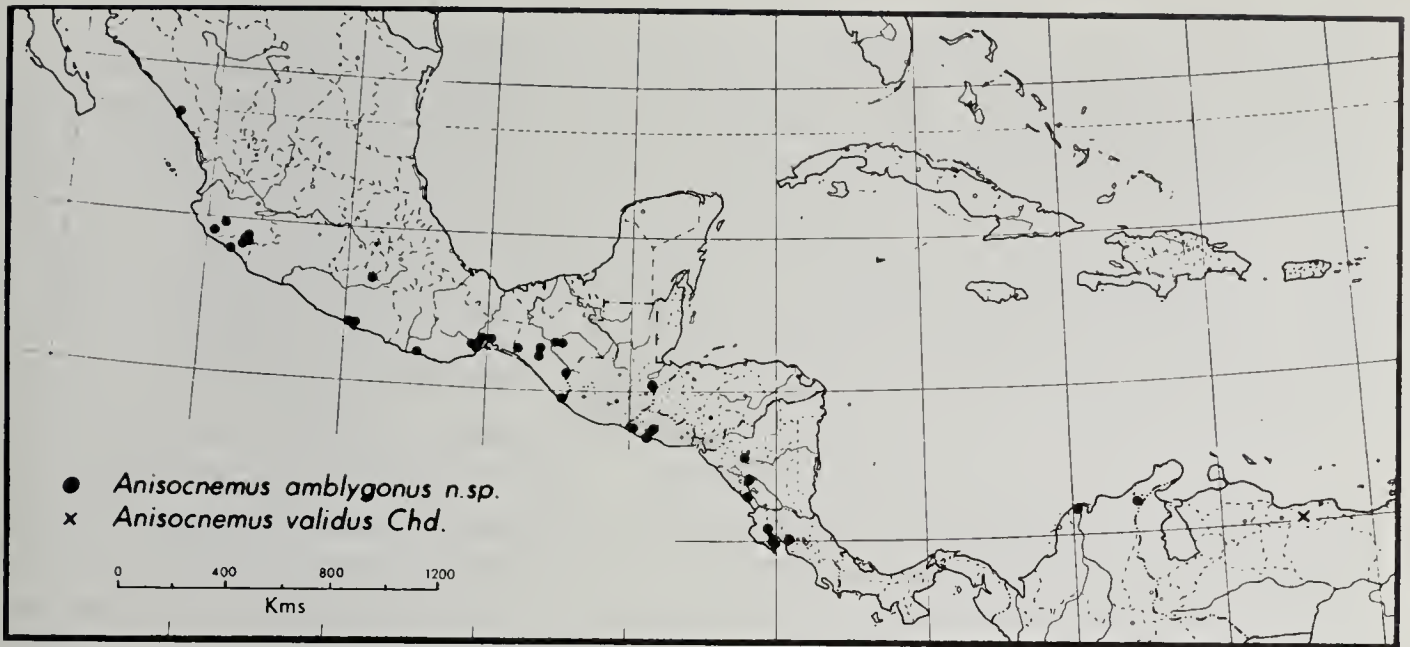 ● Anisocnemus amblygonus n.sp.
x Anisocnemus validus Chd.
0 400 800 1200
Kms